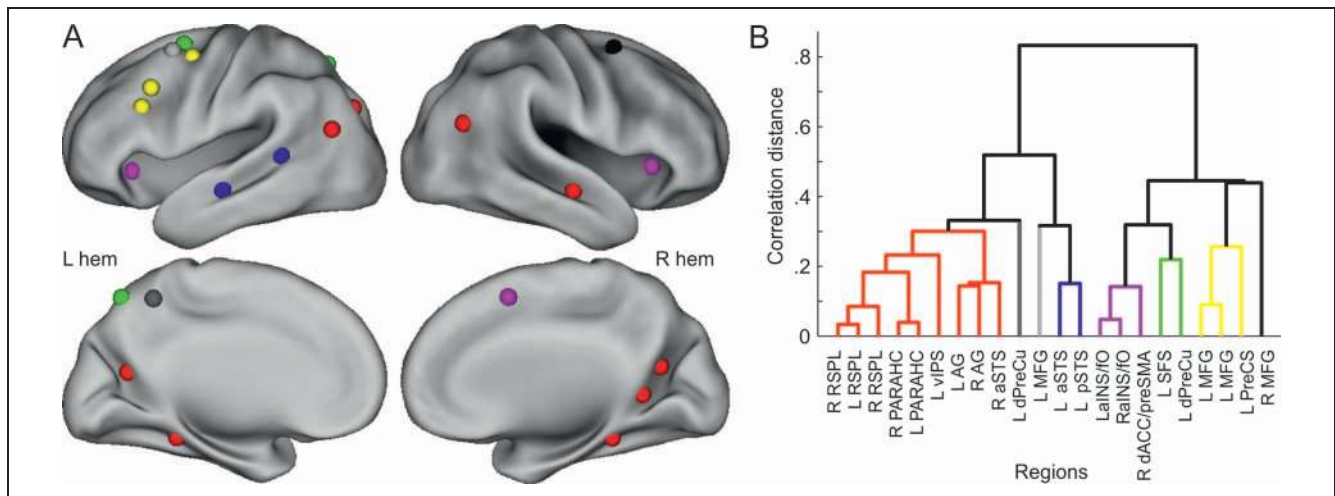 A
L hem
R hem
B
Correlation distance
.8
.6
.4
.2
0
R RSPL
L RSPL
R RSPL
R PARAHC
L PARAHC
L vIPS
L AG
R AG
R aSTS
L dPreCu
L MFG
L aSTS
L pSTS
LaINS/fO
RaINS/fO
R dACC/preSMA
L SFS
L dPreCu
L MFG
L MFG
L PreCS
R MFG
Regions